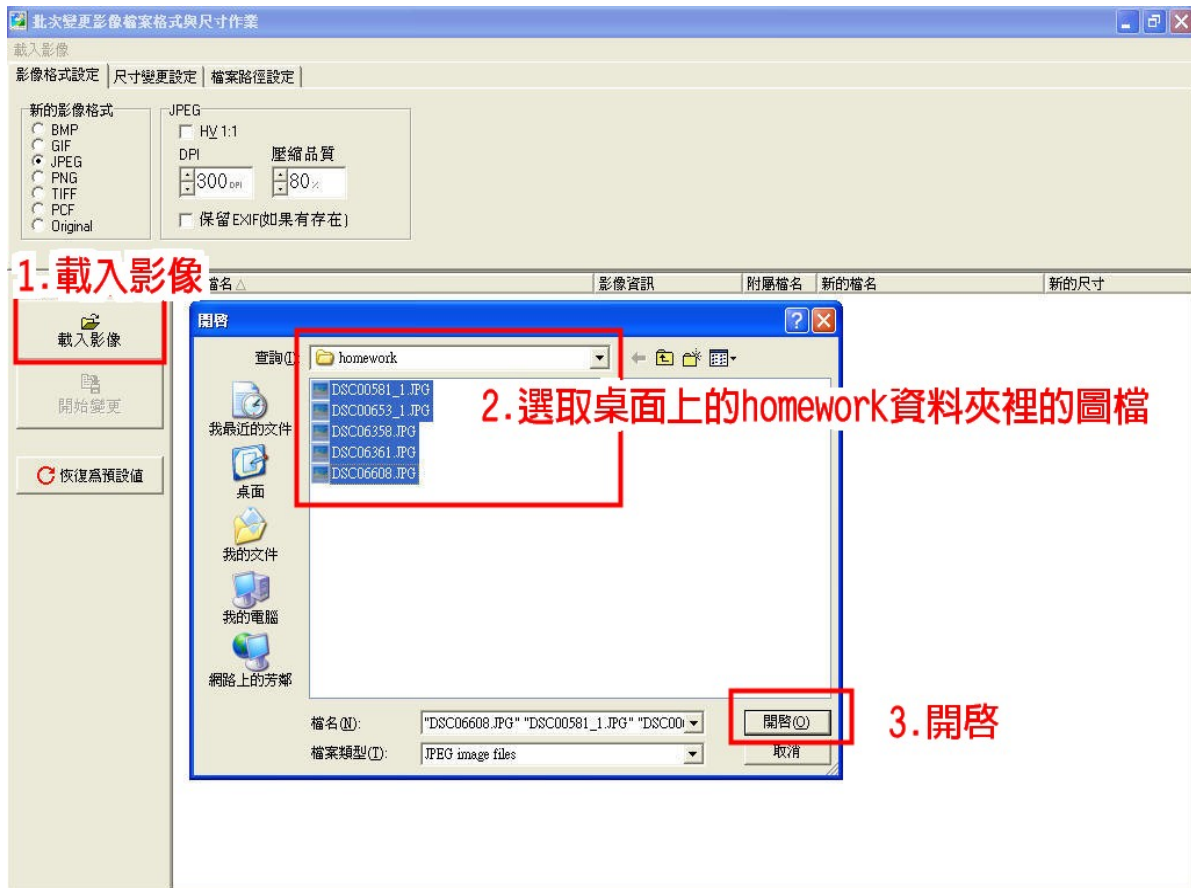 批次變更影像檔案格式與尺寸作業
載入影像
影像格式設定 尺寸變更設定 檔案路徑設定
新的影像格式
BMP
GIF
JPEG
PNG
TIFF
PCF
Original
JPEG
HV 1:1
DPI 壓縮品質
300 DPI 80 %
保留EXIF(如果有存在)
1.載入影像
檔名 影像資訊 附屬檔名 新的檔名 新的尺寸
載入影像
開始變更
恢復為預設值
開啟
查詢(I): homework
我最近的文件
桌面
我的文件
我的電腦
網路上的芳鄰
DSC00581_1.JPG
DSC00653_1.JPG
DSC06358.JPG
DSC06361.JPG
DSC06608.JPG
2.選取桌面上的homework資料夾裡的圖檔
檔名(N): "DSC06608.JPG" "DSC00581_1.JPG" "DSC00
開啟(O)
檔案類型(T): JPEG image files
取消
3.開啟